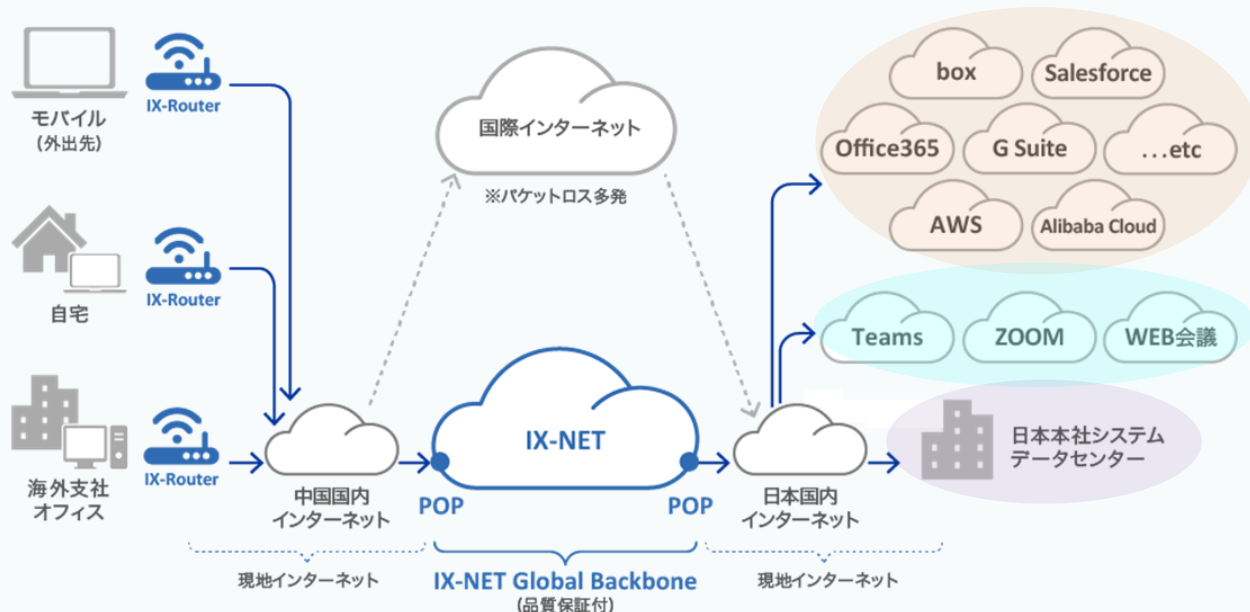 モバイル
(外出先)
IX-Router
自宅
IX-Router
海外支社
オフィス
IX-Router
中国国内
インターネット
国際インターネット
※パケットロス多発
IX-NET
POP
POP
日本国内
インターネット
box
Salesforce
Office365
G Suite
...etc
AWS
Alibaba Cloud
Teams
ZOOM
WEB会議
日本本社システム
データセンター
現地インターネット
IX-NET Global Backbone
(品質保証付)
現地インターネット